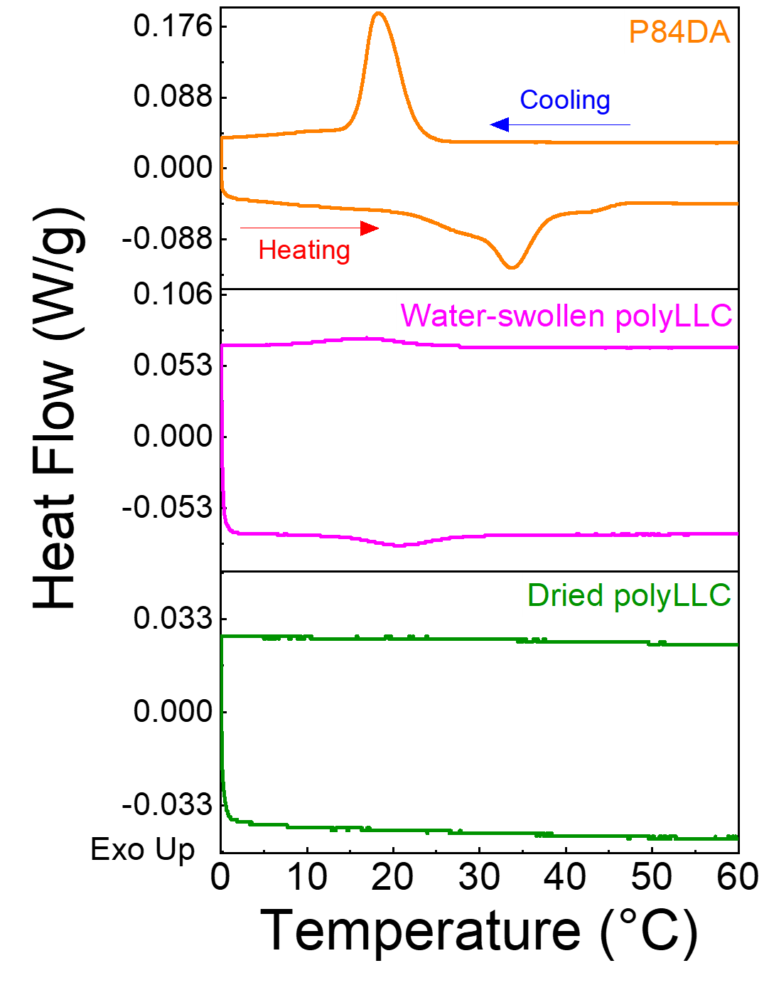 Heat Flow (W/g)
0.176
0.088
0.000
-0.088
P84DA
Cooling
Heating
0.106
0.053
0.000
-0.053
Water-swollen polyLLC
0.033
0.000
-0.033
Dried polyLLC
Exo Up
0 10 20 30 40 50 60
Temperature (°C)